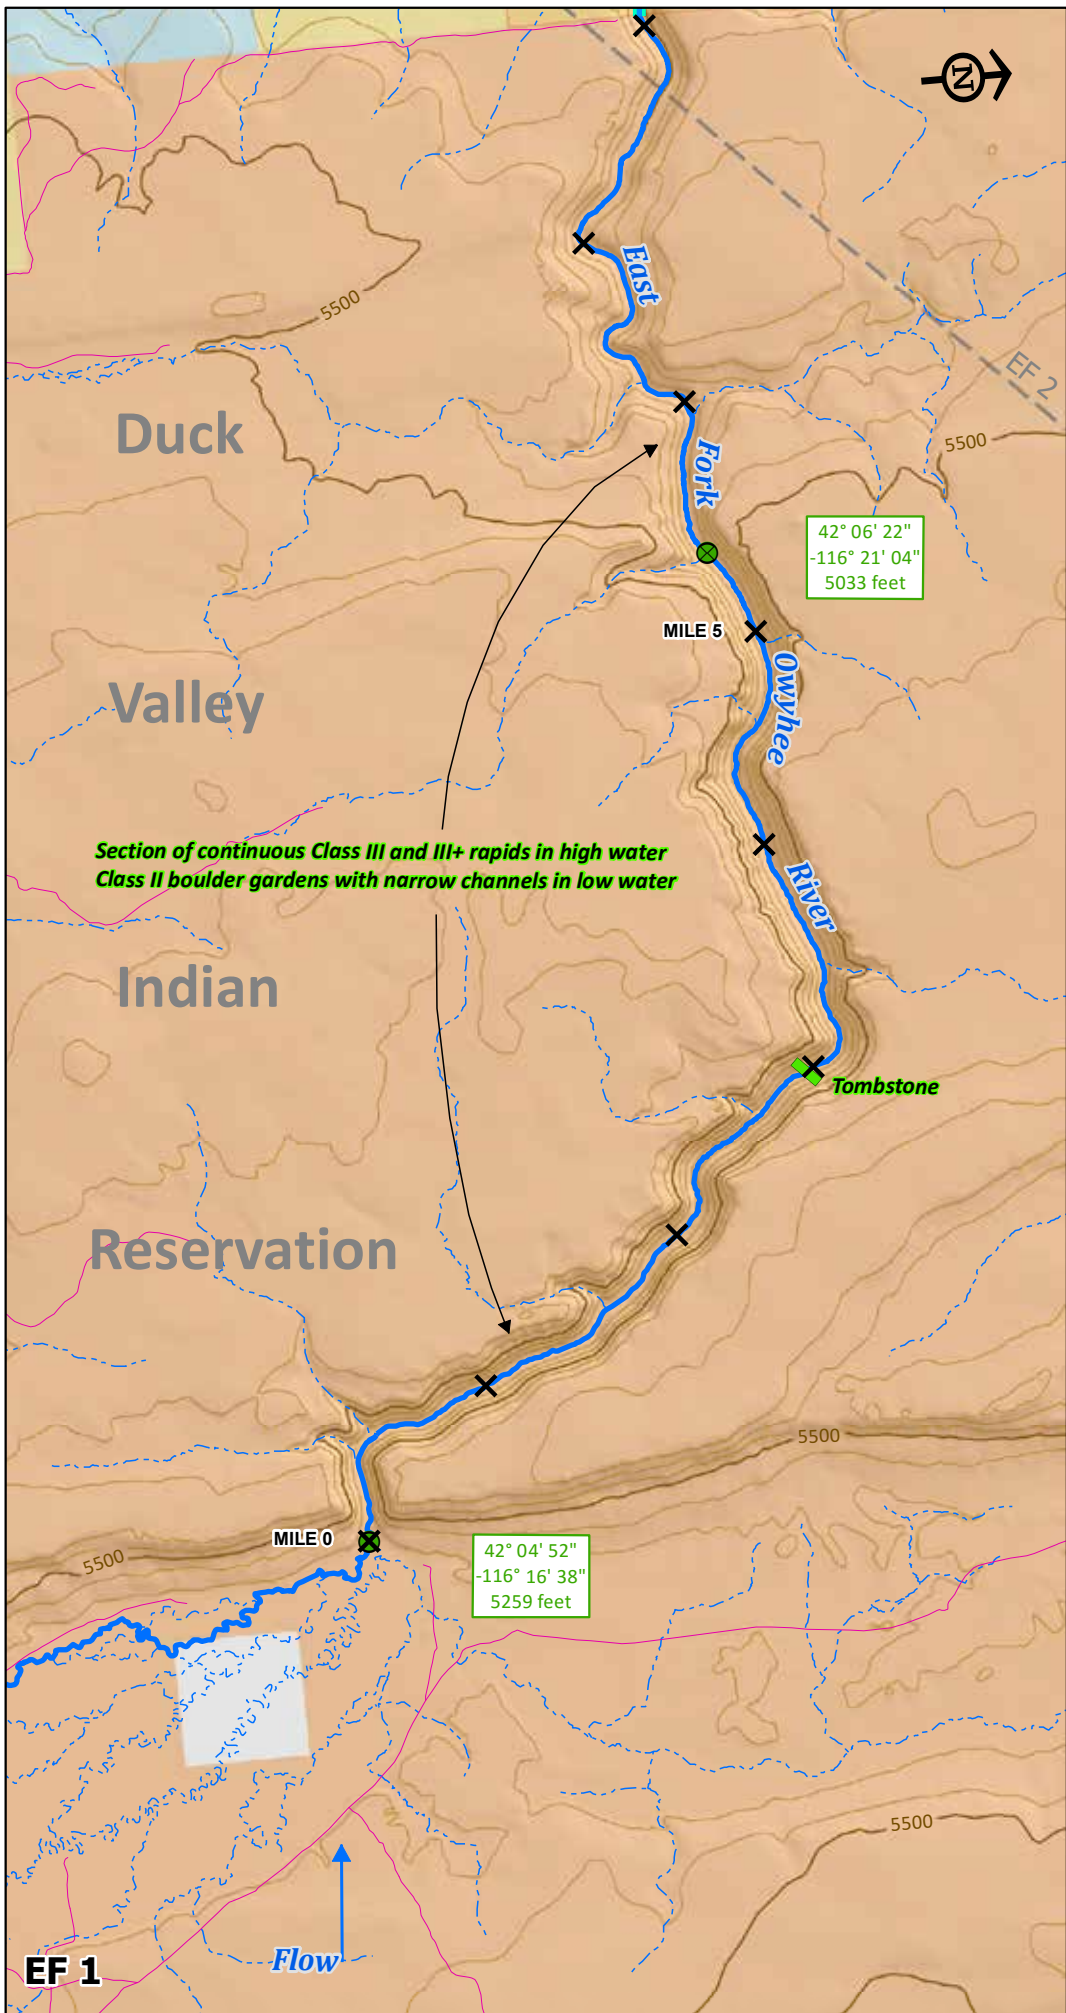 N
East
5500
EF 2
Duck
Fork
5500
42° 06' 22"
-116° 21' 04"
5033 feet
MILE 5
Owyhee
Valley
Section of continuous Class III and III+ rapids in high water
Class II boulder gardens with narrow channels in low water
River
Indian
Tombstone
Reservation
5500
MILE 0
42° 04' 52"
-116° 16' 38"
5259 feet
5500
5500
Flow
EF 1